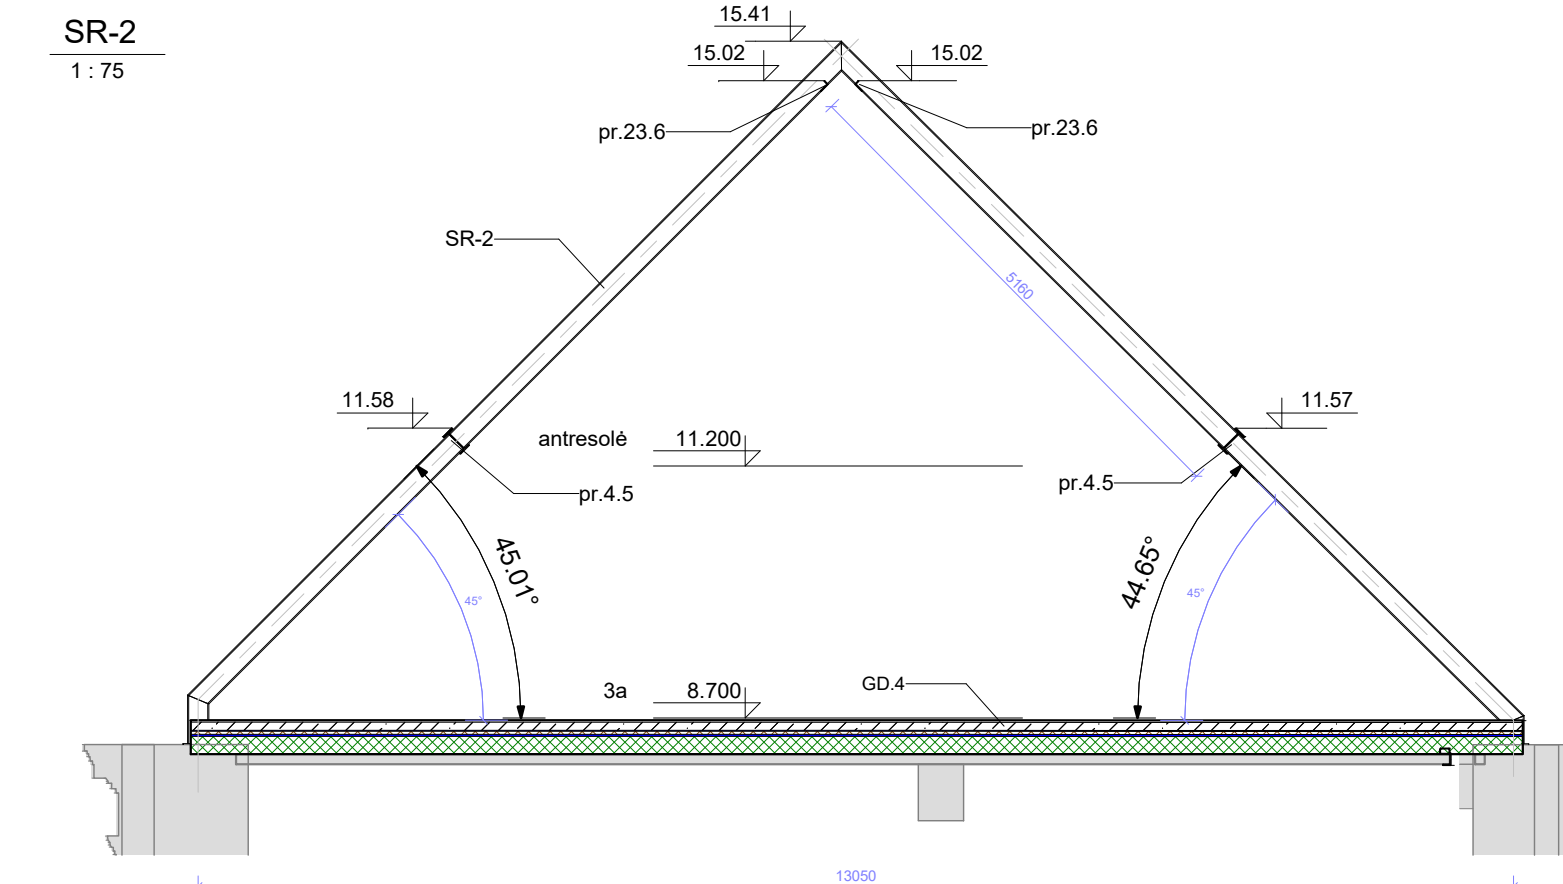 SR-2
1 : 75
15.41
15.02
15.02
pr.23.6
pr.23.6
SR-2
5160
11.58
11.57
antresolė
11.200
pr.4.5
pr.4.5
45.01°
44.65°
45°
45°
3a
8.700
GD.4
13050